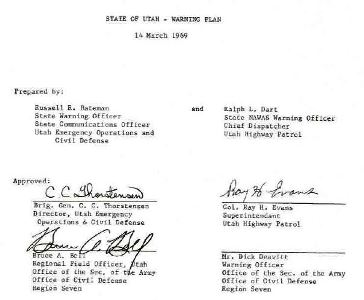 STATE OF UTAH - WARNING PLAN
14 March 1969
Prepared by:
Russell R. Bateman
State Warning Officer
State Communications Officer
Utah Emergency Operations and
Civil Defense
and
Ralph L. Dart
State NAWAS Warning Officer
Chief Dispatcher
Utah Highway Patrol
Approved:
C C Thorstensen
Brig. Gen. C. C. Thorstensen
Director, Utah Emergency
Operations & Civil Defense
Ray H Evans
Col. Ray H. Evans
Superintendent
Utah Highway Patrol
Bruce A. Bell
Bruce A. Bell
Regional Field Officer, Utah
Office of the Sec. of the Army
Office of Civil Defense
Region Seven
Mr. Dick Deavitt
Warning Officer
Office of the Sec. of the Army
Office of Civil Defense
Region Seven